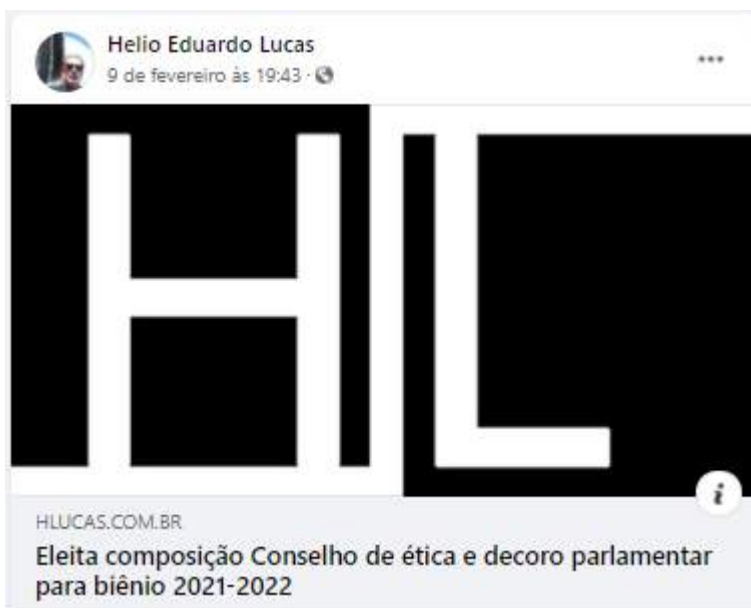 Helio Eduardo Lucas
9 de fevereiro às 19:43 ·
HL
i
HLUCAS.COM.BR
Eleita composição Conselho de ética e decoro parlamentar
para biênio 2021-2022